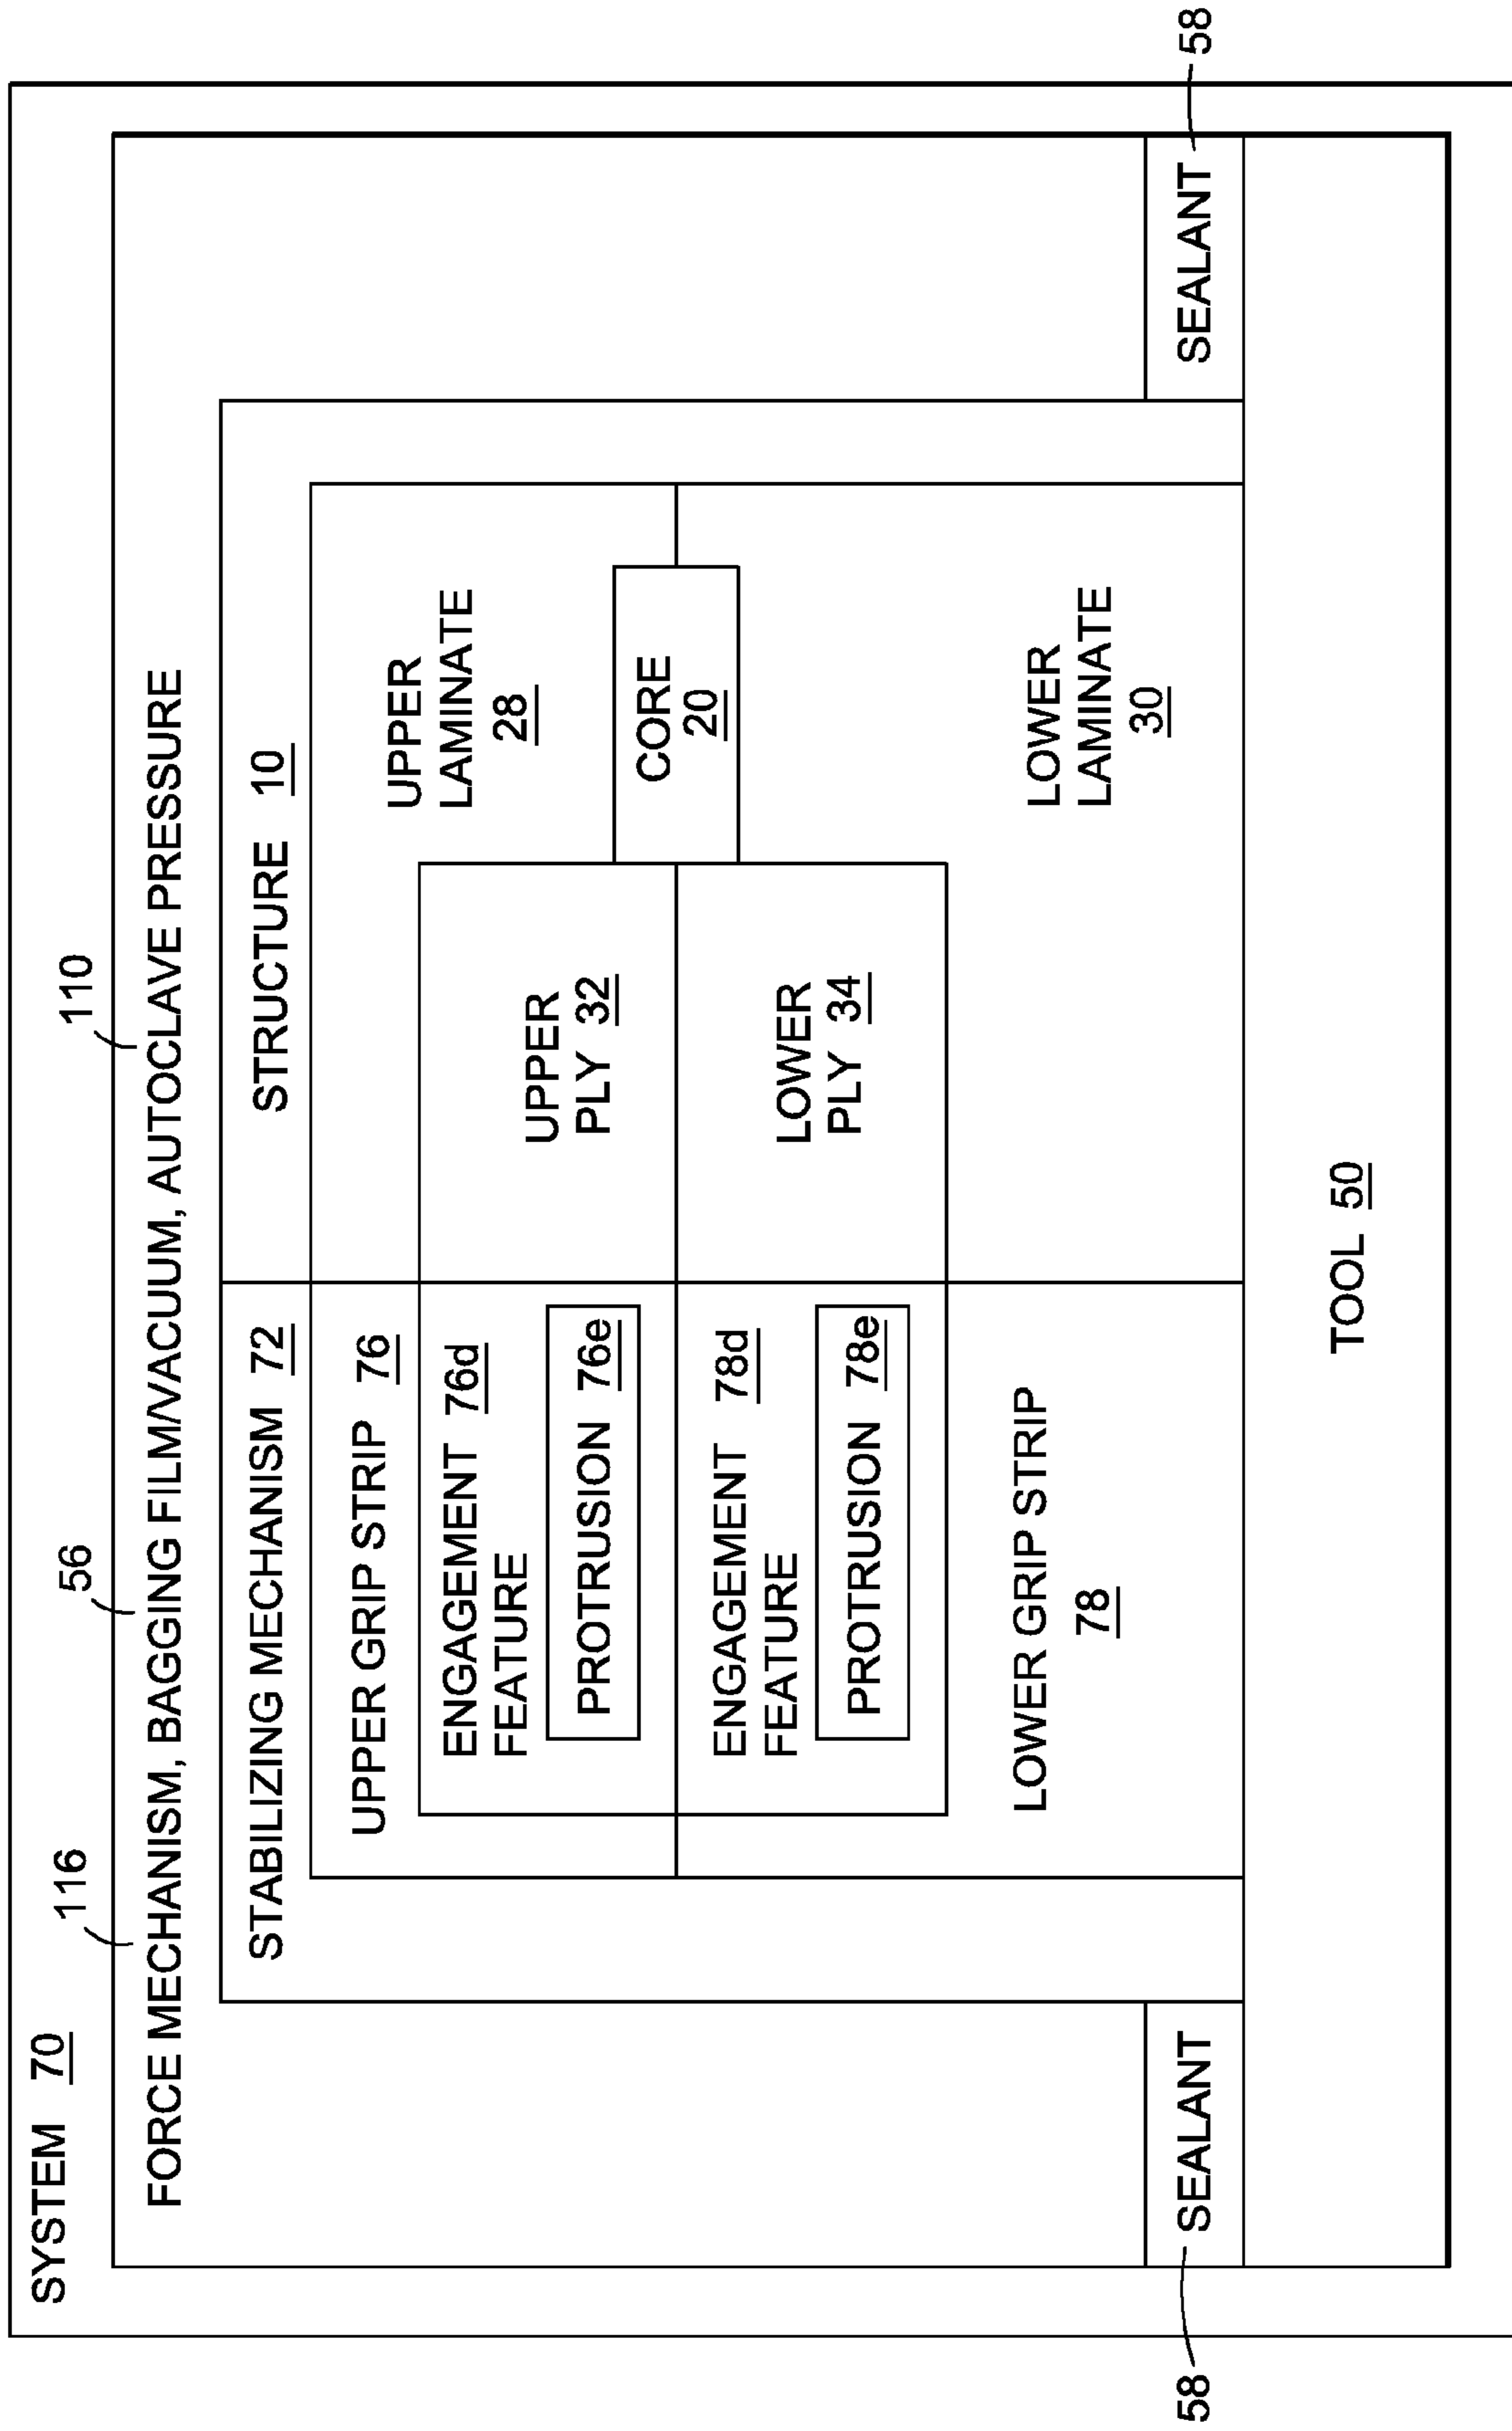 SYSTEM 70
116
56
110
FORCE MECHANISM, BAGGING FILM/VACUUM, AUTOCLAVE PRESSURE
STABILIZING MECHANISM 72
STRUCTURE 10
UPPER GRIP STRIP 76
ENGAGEMENT 76d
FEATURE
PROTRUSION 76e
ENGAGEMENT 78d
FEATURE
PROTRUSION 78e
LOWER GRIP STRIP
78
UPPER
PLY 32
LOWER
PLY 34
UPPER
LAMINATE
28
CORE
20
LOWER
LAMINATE
30
58
SEALANT
SEALANT
58
TOOL 50